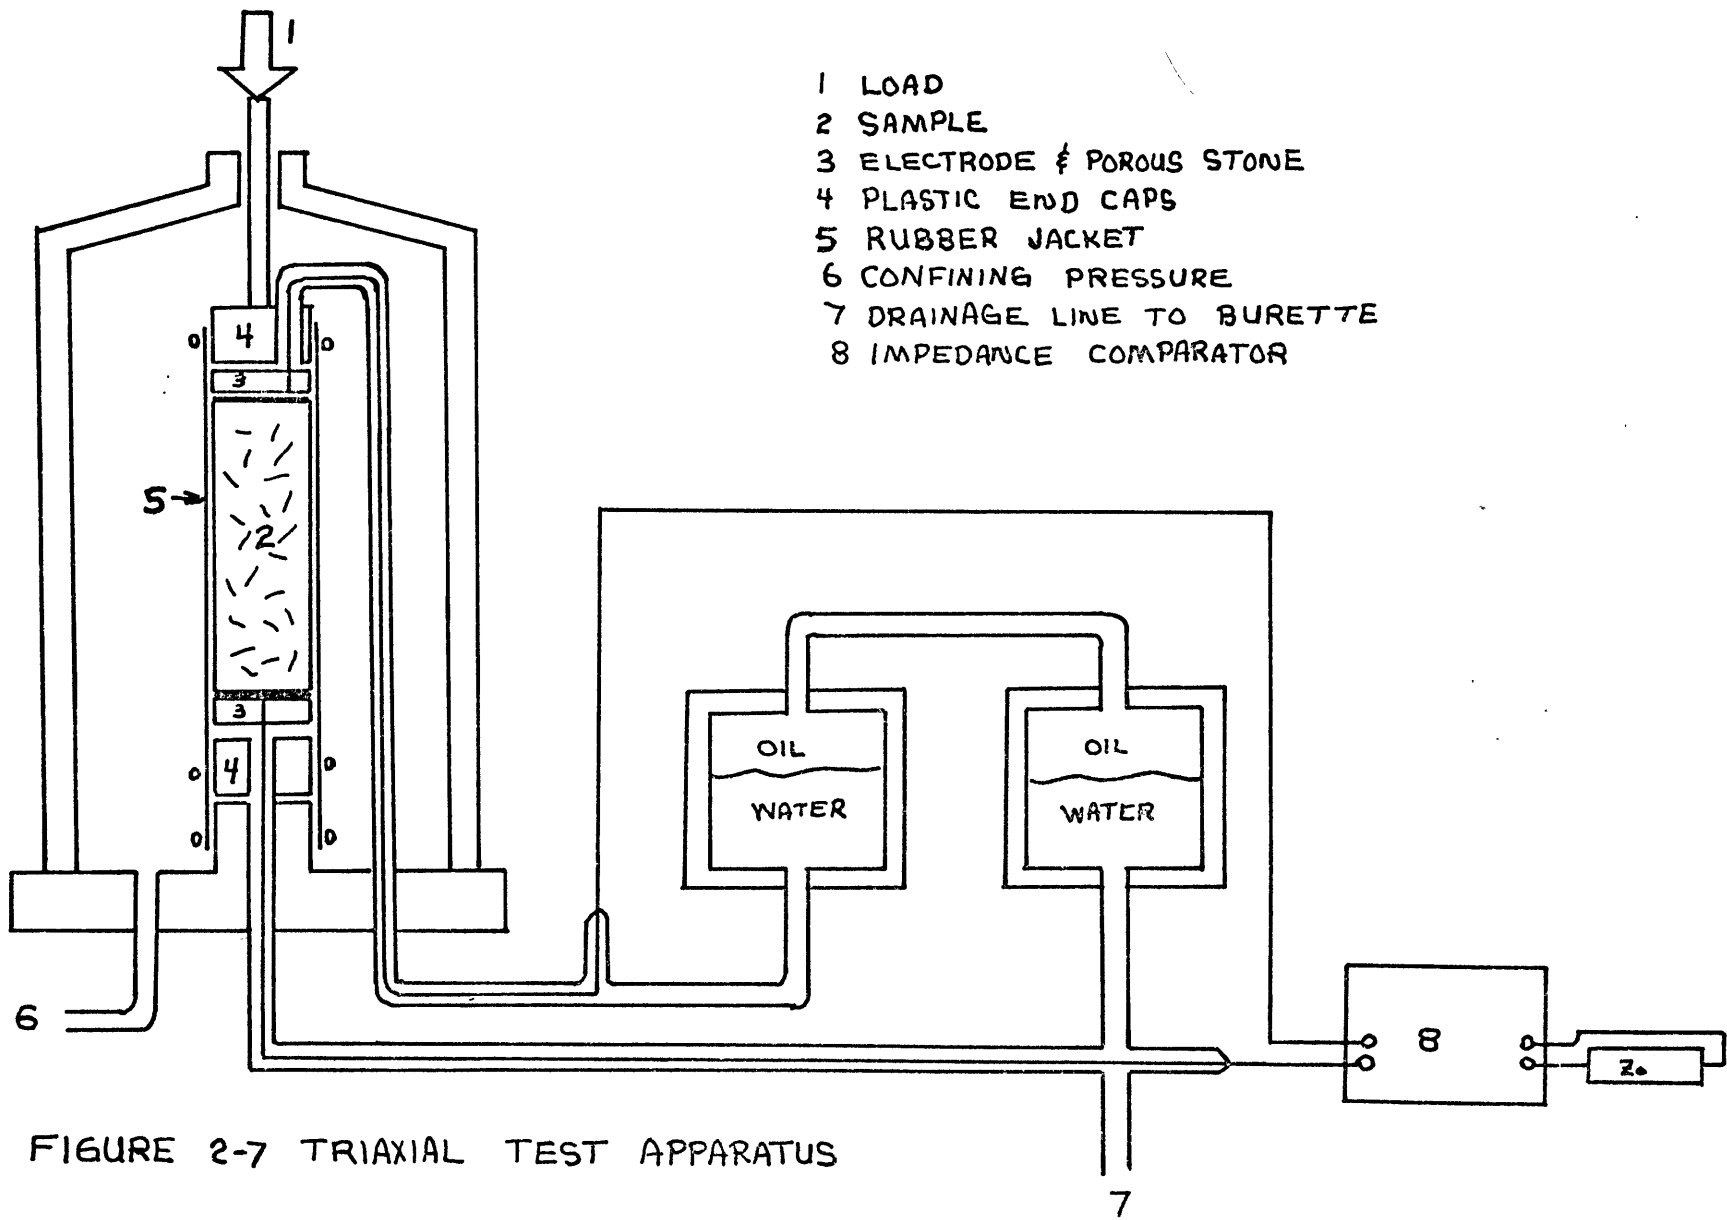 1
1 LOAD
2 SAMPLE
3 ELECTRODE & POROUS STONE
4 PLASTIC END CAPS
5 RUBBER JACKET
6 CONFINING PRESSURE
7 DRAINAGE LINE TO BURETTE
8 IMPEDANCE COMPARATOR
4
3
5
2
3
4
OIL
WATER
OIL
WATER
6
8
Zo
FIGURE 2-7 TRIAXIAL TEST APPARATUS
7